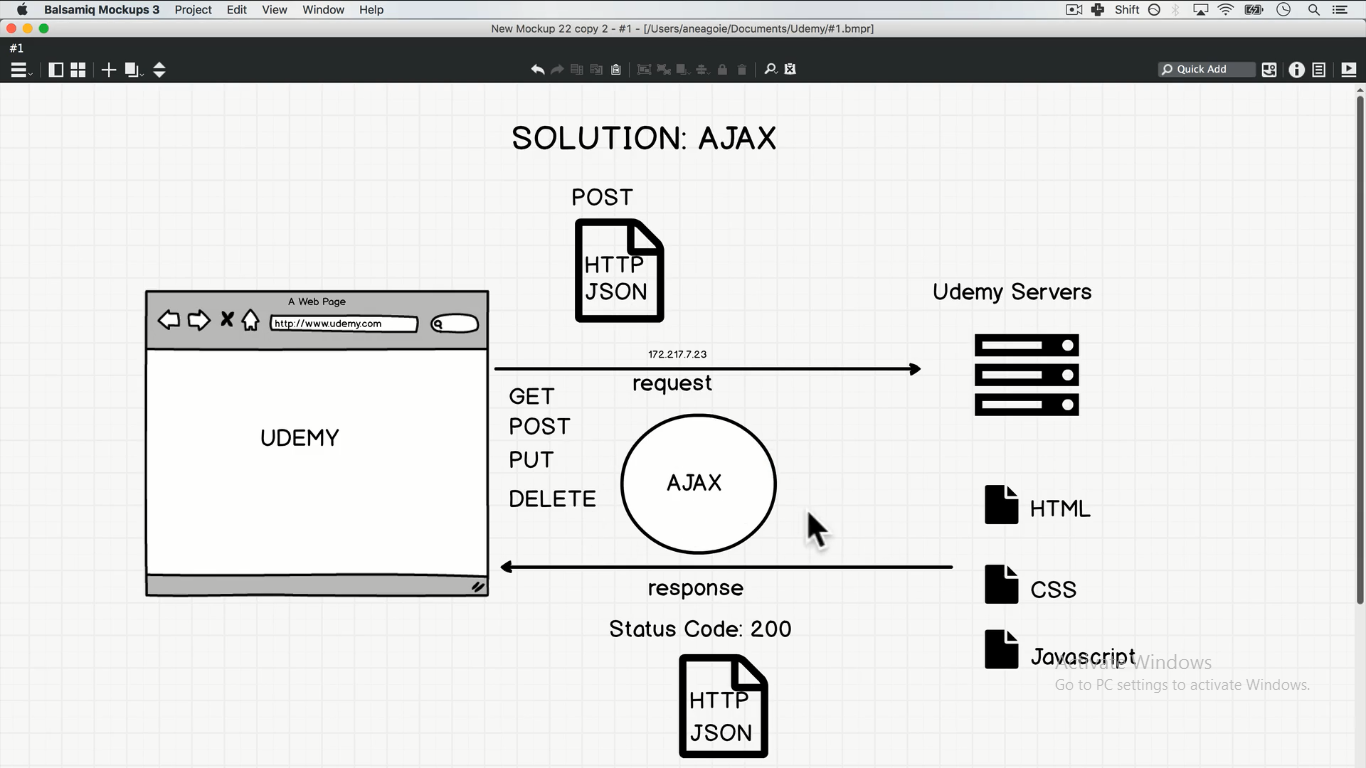 Balsamiq Mockups 3 Project Edit View Window Help Shift
New Mockup 22 copy 2 - #1 - [/Users/aneagoie/Documents/Udemy/#1.bmpr]
#1
Quick Add
SOLUTION: AJAX
POST
HTTP
JSON
A Web Page
http://www.udemy.com
UDEMY
172.217.7.23
request
GET
POST
PUT
DELETE
AJAX
response
Status Code: 200
HTTP
JSON
Udemy Servers
HTML
CSS
Javascript
Activate Windows
Go to PC settings to activate Windows.